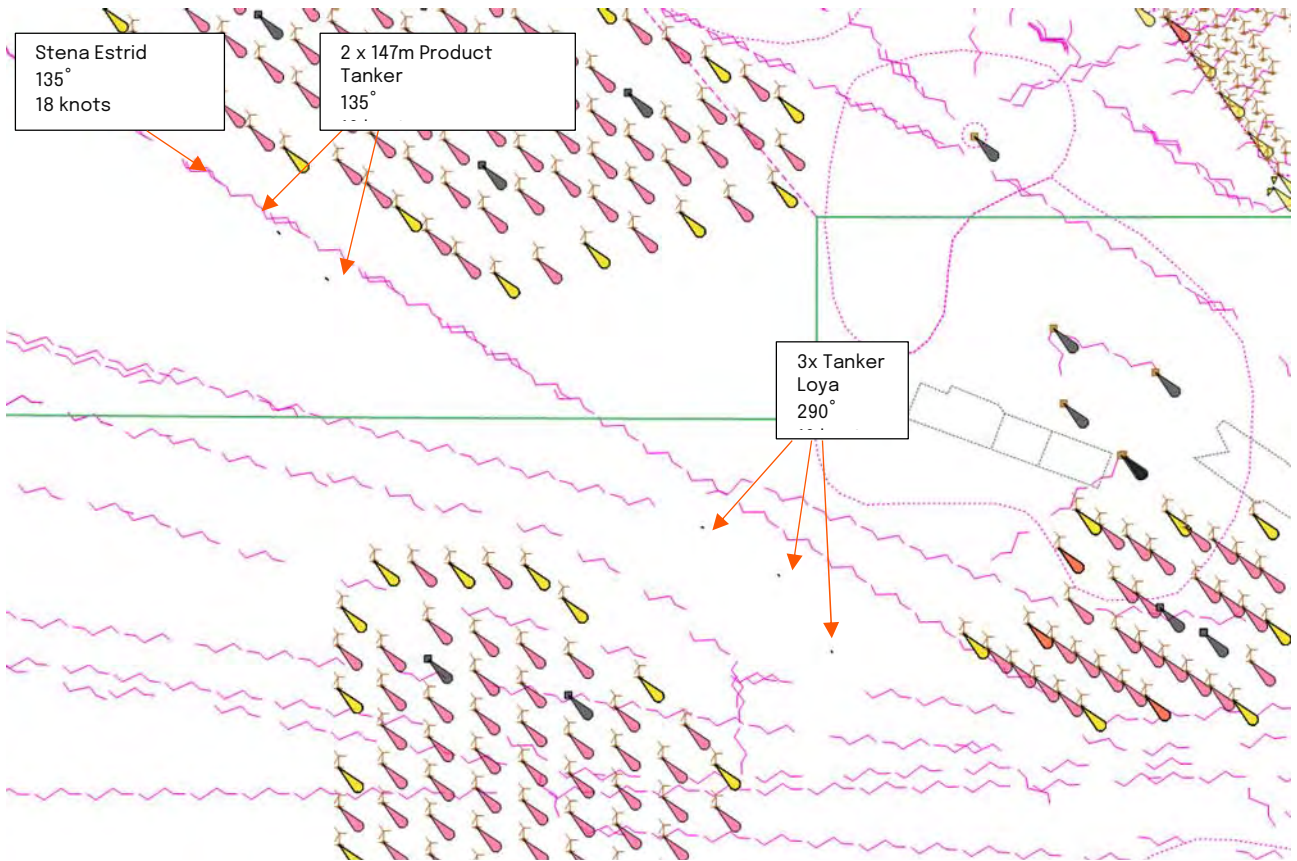 Stena Estrid
135°
18 knots
2 x 147m Product
Tanker
135°
3x Tanker
Loya
290°